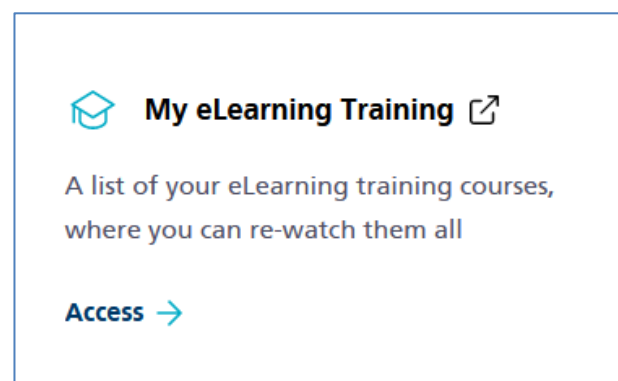 My eLearning Training
A list of your eLearning training courses,
where you can re-watch them all
Access